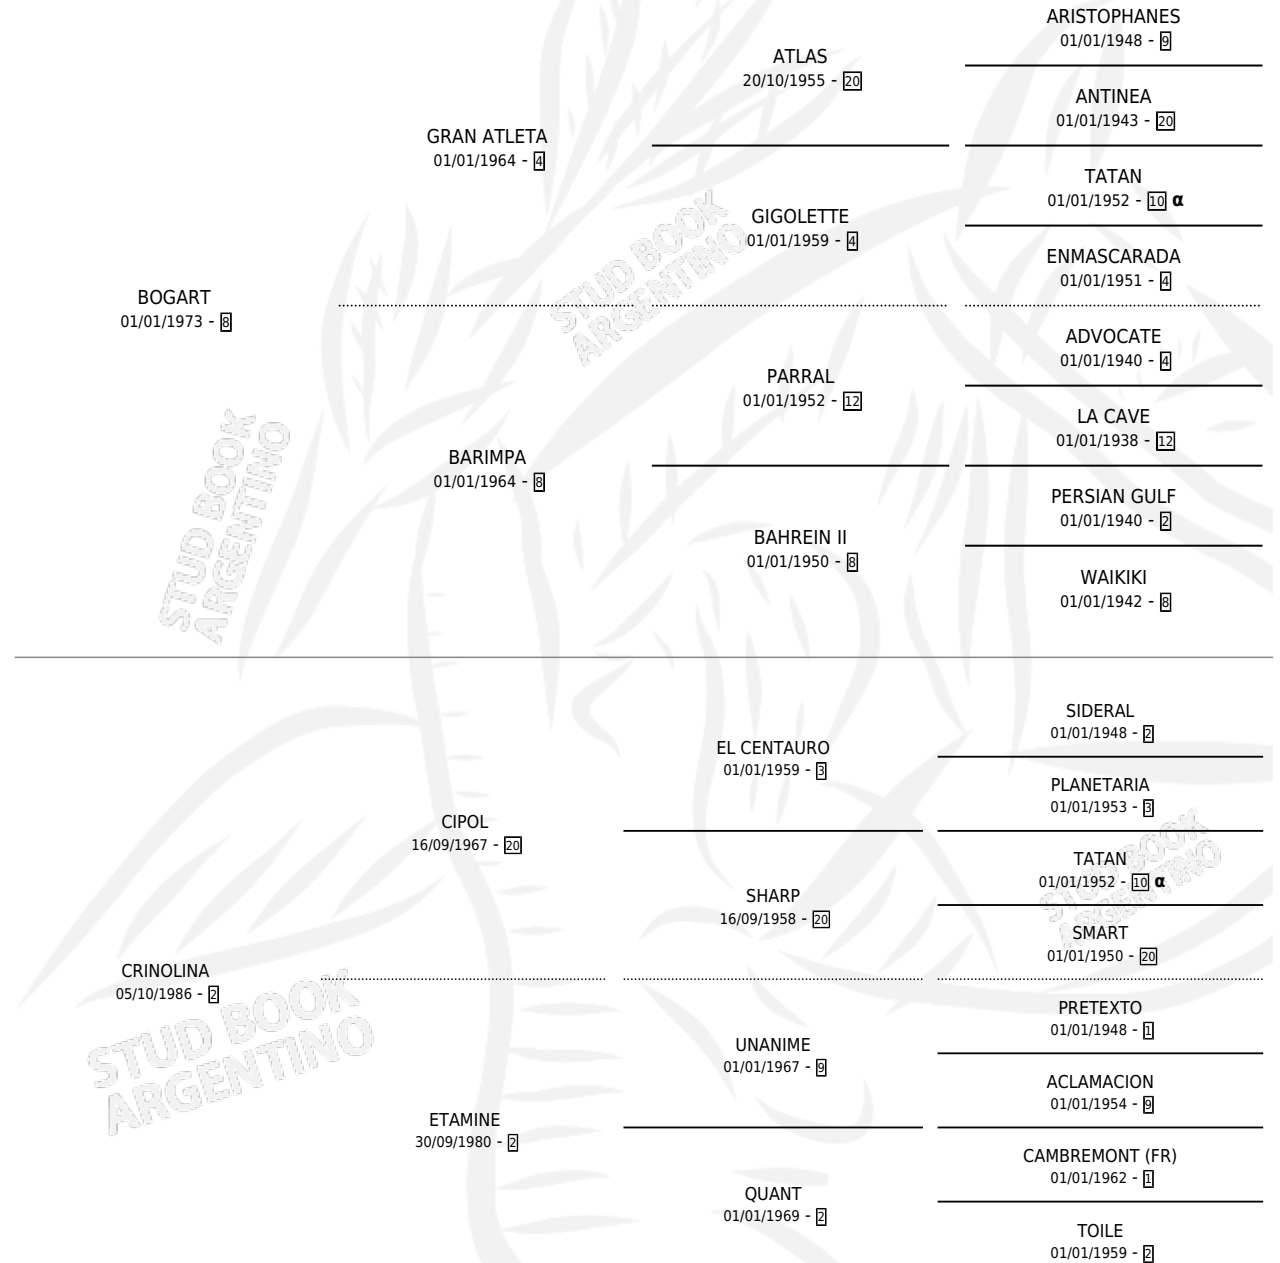 ARISTOPHANES
01/01/1948 - 9
ATLAS
20/10/1955 - 20
ANTINEA
01/01/1943 - 20
GRAN ATLETA
01/01/1964 - 4
TATAN
01/01/1952 - 10 α
GIGOLETTE
01/01/1959 - 4
ENMASCARADA
01/01/1951 - 4
BOGART
01/01/1973 - 8
ADVOCATE
01/01/1940 - 4
PARRAL
01/01/1952 - 12
LA CAVE
01/01/1938 - 12
BARIMPA
01/01/1964 - 8
PERSIAN GULF
01/01/1940 - 2
BAHREIN II
01/01/1950 - 8
WAIKIKI
01/01/1942 - 8
STUD BOOK
ARGENTINO
STUD BOOK
ARGENTINO
SIDERAL
01/01/1948 - 2
EL CENTAURO
01/01/1959 - 3
PLANETARIA
01/01/1953 - 3
CIPOL
16/09/1967 - 20
TATAN
01/01/1952 - 10 α
SHARP
16/09/1958 - 20
SMART
01/01/1950 - 20
CRINOLINA
05/10/1986 - 2
PRETEXTO
01/01/1948 - 1
UNANIME
01/01/1967 - 9
ACLAMACION
01/01/1954 - 9
ETAMINE
30/09/1980 - 2
CAMBREMONT (FR)
01/01/1962 - 1
QUANT
01/01/1969 - 2
TOILE
01/01/1959 - 2
STUD BOOK
ARGENTINO
STUD BOOK
ARGENTINO